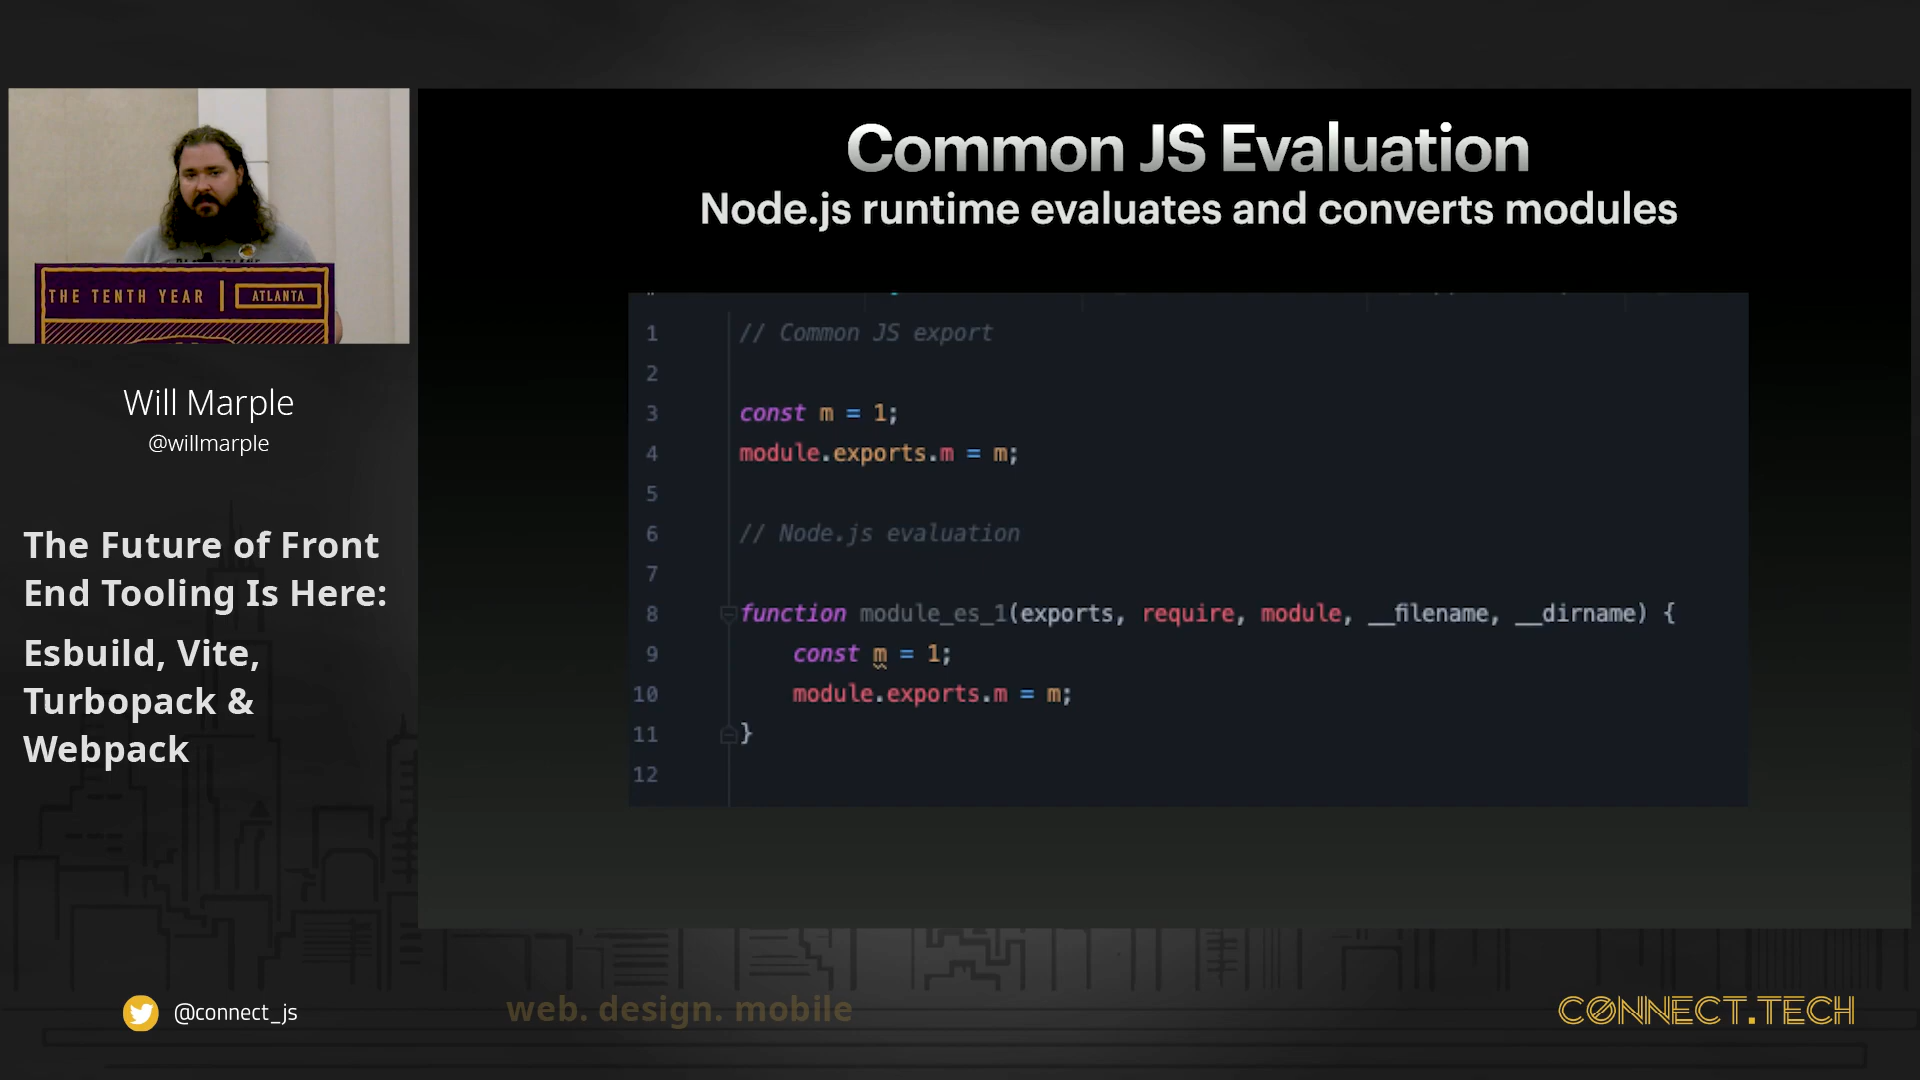 Common JS Evaluation
Node.js runtime evaluates and converts modules
THE TENTH YEAR | ATLANTA
Will Marple
@willmarple
The Future of Front
End Tooling Is Here:
Esbuild, Vite,
Turbopack &
Webpack
1 // Common JS export
2
3 const m = 1;
4 module.exports.m = m;
5
6 // Node.js evaluation
7
8 function module_es_1(exports, require, module, __filename, __dirname) {
9 const m = 1;
10 module.exports.m = m;
11 }
12
@connect_js
web. design. mobile
CONNECT.TECH